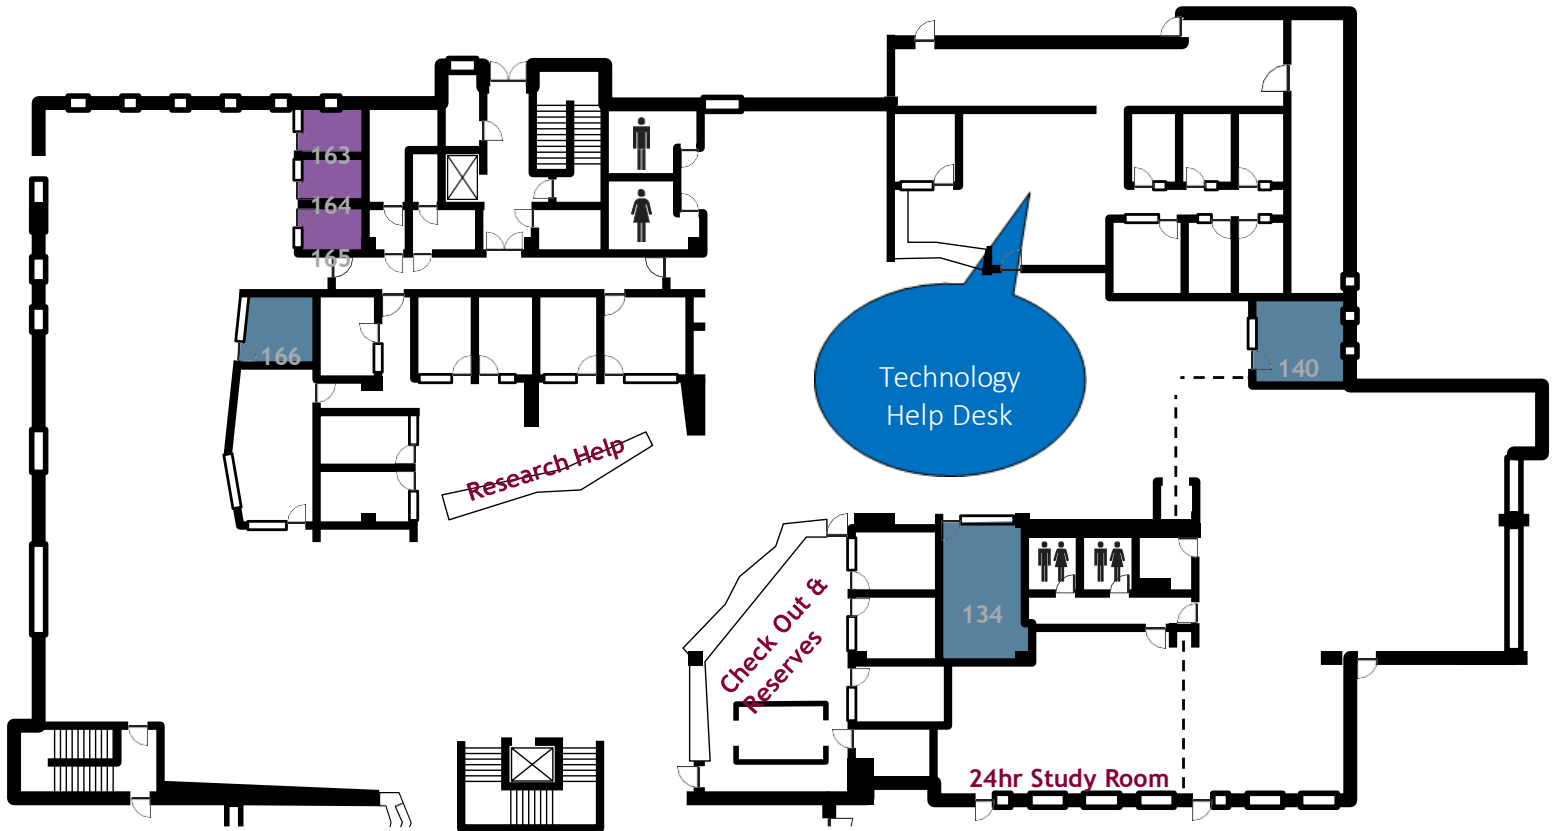 163
164
165
166
Technology
Help Desk
140
Research Help
Check Out &
Reserves
134
24hr Study Room